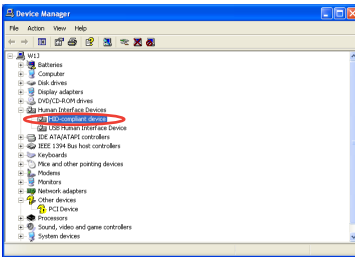 Device Manager
File Action View Help
W1J
Batteries
Computer
Disk drives
Display adapters
DVD/CD-ROM drives
Human Interface Devices
HID-compliant device
USB Human Interface Device
IDE ATA/ATAPI controllers
IEEE 1394 Bus host controllers
Keyboards
Mice and other pointing devices
Modems
Monitors
Network adapters
Other devices
PCI Device
Processors
Sound, video and game controllers
System devices